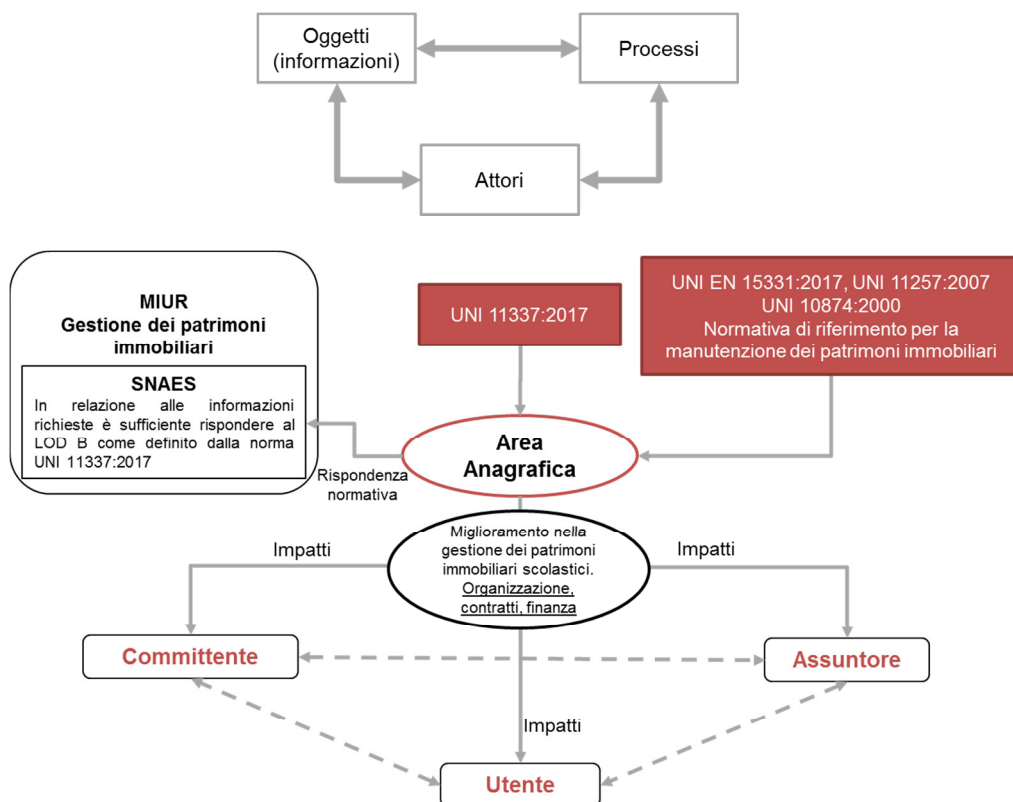 Oggetti
(informazioni)
Processi
Attori
MIUR
Gestione dei patrimoni
immobiliari
SNAES
In relazione alle informazioni
richieste è sufficiente rispondere al
LOD B come definito dalla norma
UNI 11337:2017
UNI 11337:2017
UNI EN 15331:2017, UNI 11257:2007
UNI 10874:2000
Normativa di riferimento per la
manutenzione dei patrimoni immobiliari
Area
Anagrafica
Rispondenza
normativa
Miglioramento nella
gestione dei patrimoni
immobiliari scolastici.
Organizzazione,
contratti, finanza
Impatti
Impatti
Committente
Assuntore
Impatti
Utente